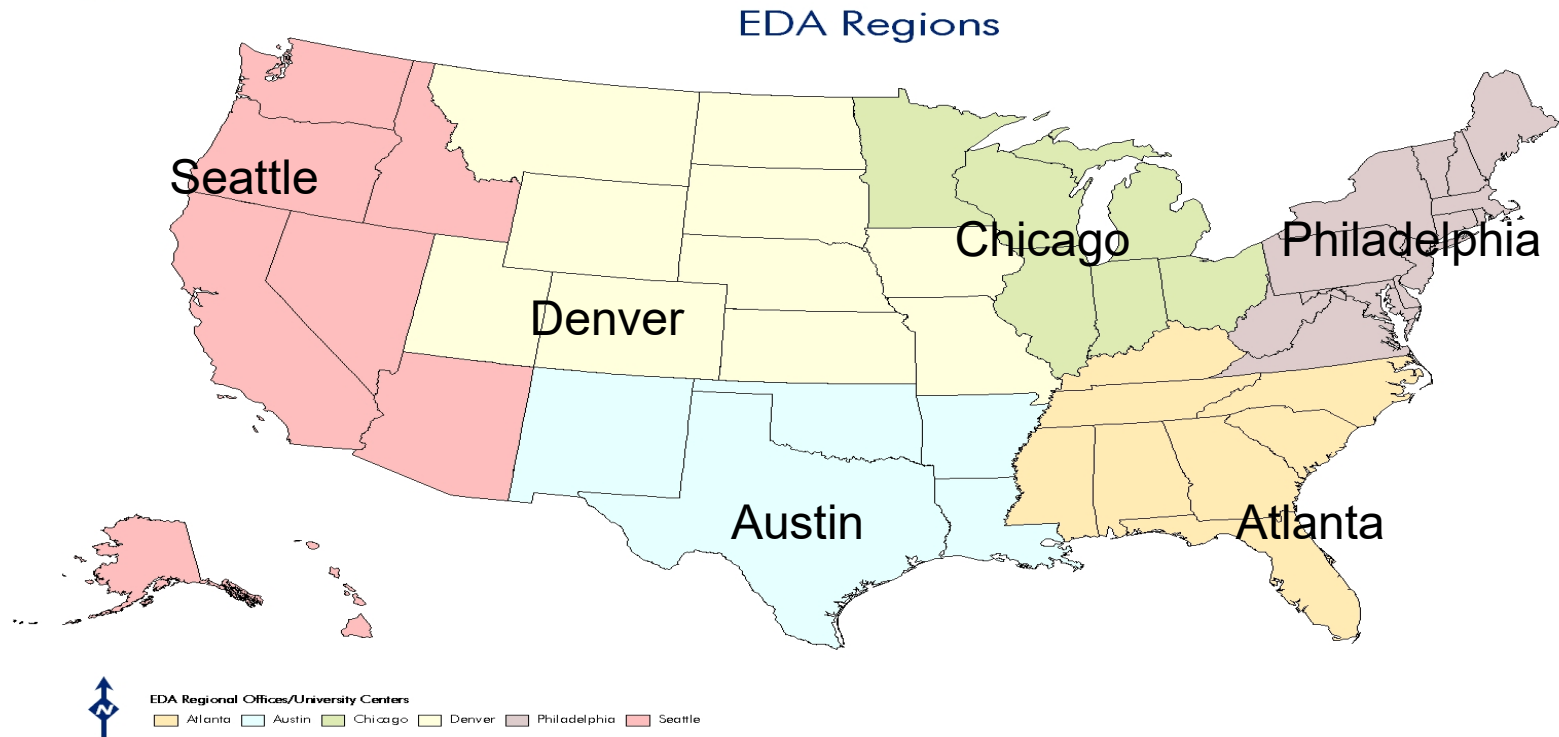 EDA Regions
Seattle
Chicago
Philadelphia
Denver
Austin
Atlanta
N
EDA Regional Offices/University Centers
Atlanta Austin Chicago Denver Philadelphia Seattle